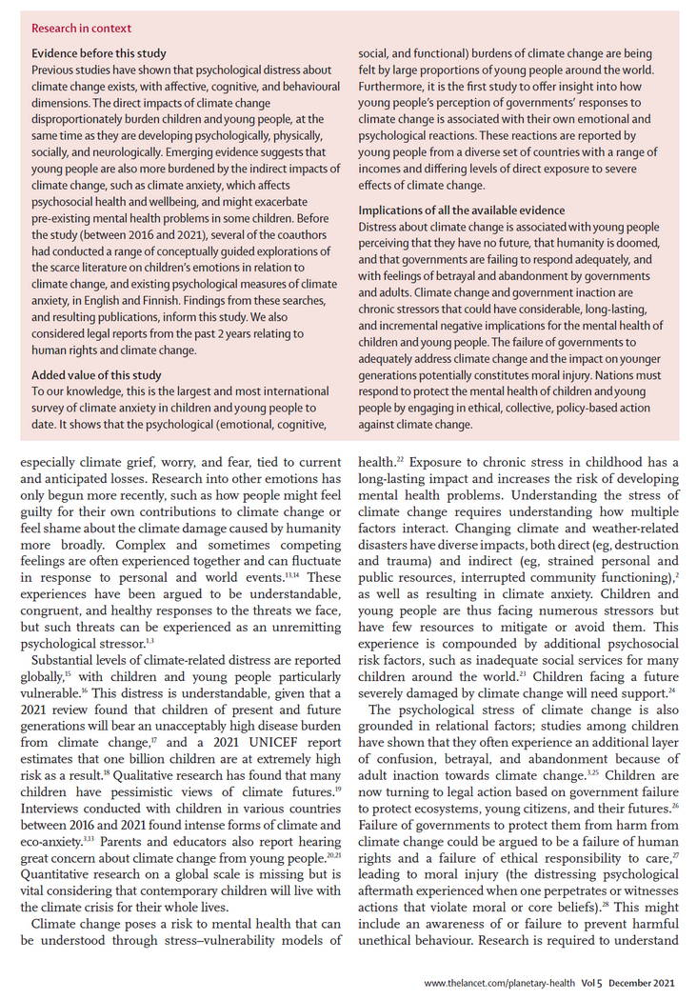 Research in context
Evidence before this study
Previous studies have shown that psychological distress about
climate change exists, with affective, cognitive, and behavioural
dimensions. The direct impacts of climate change
disproportionately burden children and young people, at the
same time as they are developing psychologically, physically,
socially, and neurologically. Emerging evidence suggests that
young people are also more burdened by the indirect impacts of
climate change, such as climate anxiety, which affects
psychosocial health and wellbeing, and might exacerbate
pre-existing mental health problems in some children. Before
the study (between 2016 and 2021), several of the coauthors
had conducted a range of conceptually guided explorations of
the scarce literature on children's emotions in relation to
climate change, and existing psychological measures of climate
anxiety, in English and Finnish. Findings from these searches,
and resulting publications, inform this study. We also
considered legal reports from the past 2 years relating to
human rights and climate change.
Added value of this study
To our knowledge, this is the largest and most international
survey of climate anxiety in children and young people to
date. It shows that the psychological (emotional, cognitive,
social, and functional) burdens of climate change are being
felt by large proportions of young people around the world.
Furthermore, it is the first study to offer insight into how
young people's perception of governments' responses to
climate change is associated with their own emotional and
psychological reactions. These reactions are reported by
young people from a diverse set of countries with a range of
incomes and differing levels of direct exposure to severe
effects of climate change.
Implications of all the available evidence
Distress about climate change is associated with young people
perceiving that they have no future, that humanity is doomed,
and that governments are failing to respond adequately, and
with feelings of betrayal and abandonment by governments
and adults. Climate change and government inaction are
chronic stressors that could have considerable, long-lasting,
and incremental negative implications for the mental health of
children and young people. The failure of governments to
adequately address climate change and the impact on younger
generations potentially constitutes moral injury. Nations must
respond to protect the mental health of children and young
people by engaging in ethical, collective, policy-based action
against climate change.
especially climate grief, worry, and fear, tied to current
and anticipated losses. Research into other emotions has
only begun more recently, such as how people might feel
guilty for their own contributions to climate change or
feel shame about the climate damage caused by humanity
more broadly. Complex and sometimes competing
feelings are often experienced together and can fluctuate
in response to personal and world events.13,14 These
experiences have been argued to be understandable,
congruent, and healthy responses to the threats we face,
but such threats can be experienced as an unremitting
psychological stressor.1,3
Substantial levels of climate-related distress are reported
globally,15 with children and young people particularly
vulnerable.16 This distress is understandable, given that a
2021 review found that children of present and future
generations will bear an unacceptably high disease burden
from climate change,17 and a 2021 UNICEF report
estimates that one billion children are at extremely high
risk as a result.18 Qualitative research has found that many
children have pessimistic views of climate futures.19
Interviews conducted with children in various countries
between 2016 and 2021 found intense forms of climate and
eco-anxiety.3,13 Parents and educators also report hearing
great concern about climate change from young people.20,21
Quantitative research on a global scale is missing but is
vital considering that contemporary children will live with
the climate crisis for their whole lives.
Climate change poses a risk to mental health that can
be understood through stress–vulnerability models of
health.22 Exposure to chronic stress in childhood has a
long-lasting impact and increases the risk of developing
mental health problems. Understanding the stress of
climate change requires understanding how multiple
factors interact. Changing climate and weather-related
disasters have diverse impacts, both direct (eg, destruction
and trauma) and indirect (eg, strained personal and
public resources, interrupted community functioning),2
as well as resulting in climate anxiety. Children and
young people are thus facing numerous stressors but
have few resources to mitigate or avoid them. This
experience is compounded by additional psychosocial
risk factors, such as inadequate social services for many
children around the world.23 Children facing a future
severely damaged by climate change will need support.24
The psychological stress of climate change is also
grounded in relational factors; studies among children
have shown that they often experience an additional layer
of confusion, betrayal, and abandonment because of
adult inaction towards climate change.3,25 Children are
now turning to legal action based on government failure
to protect ecosystems, young citizens, and their futures.26
Failure of governments to protect them from harm from
climate change could be argued to be a failure of human
rights and a failure of ethical responsibility to care,27
leading to moral injury (the distressing psychological
aftermath experienced when one perpetrates or witnesses
actions that violate moral or core beliefs).28 This might
include an awareness of or failure to prevent harmful
unethical behaviour. Research is required to understand
www.thelancet.com/planetary-health Vol 5 December 2021